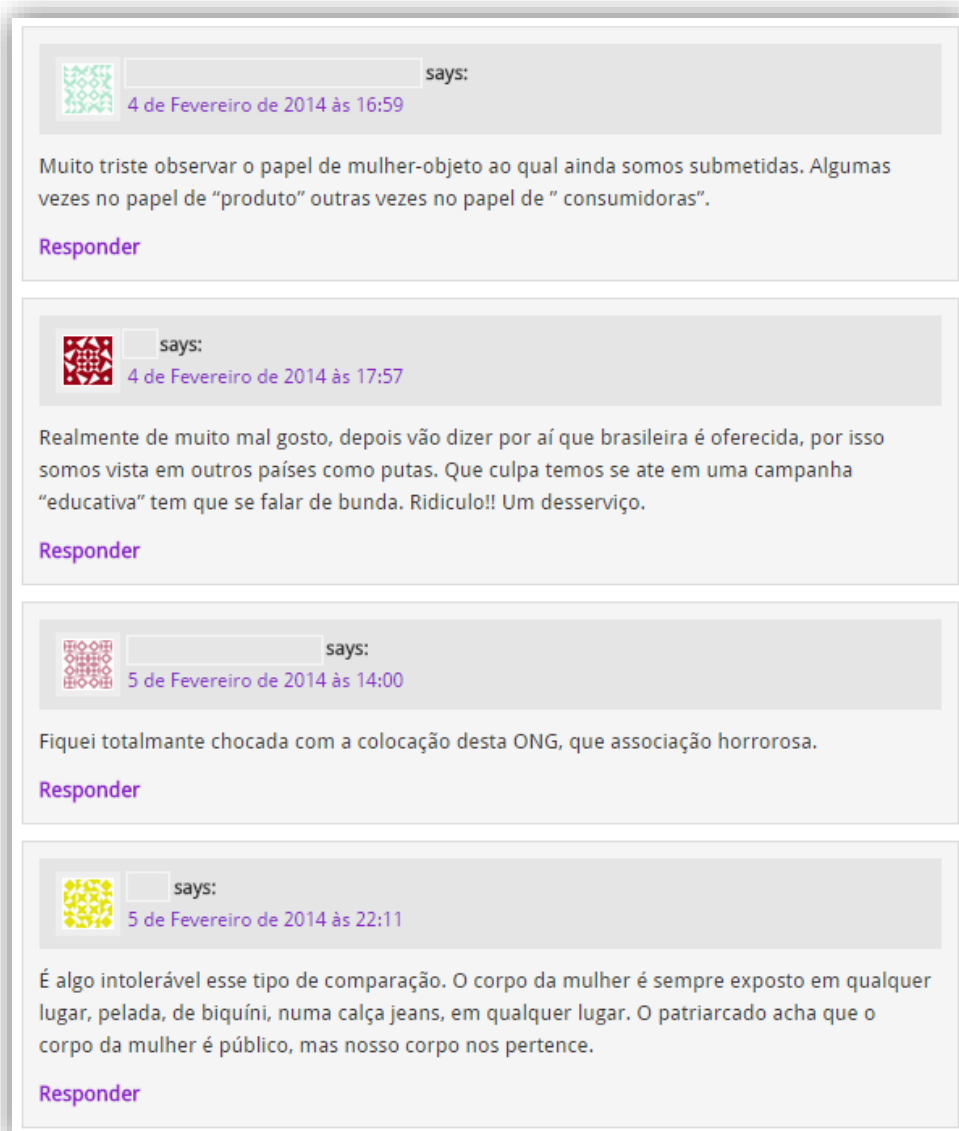 says:
4 de Fevereiro de 2014 às 16:59
Muito triste observar o papel de mulher-objeto ao qual ainda somos submetidas. Algumas
vezes no papel de “produto” outras vezes no papel de ” consumidoras”.
Responder
says:
4 de Fevereiro de 2014 às 17:57
Realmente de muito mal gosto, depois vão dizer por aí que brasileira é oferecida, por isso
somos vista em outros países como putas. Que culpa temos se ate em uma campanha
“educativa” tem que se falar de bunda. Ridiculo!! Um desserviço.
Responder
says:
5 de Fevereiro de 2014 às 14:00
Fiquei totalmante chocada com a colocação desta ONG, que associação horrorosa.
Responder
says:
5 de Fevereiro de 2014 às 22:11
É algo intolerável esse tipo de comparação. O corpo da mulher é sempre exposto em qualquer
lugar, pelada, de biquíni, numa calça jeans, em qualquer lugar. O patriarcado acha que o
corpo da mulher é público, mas nosso corpo nos pertence.
Responder